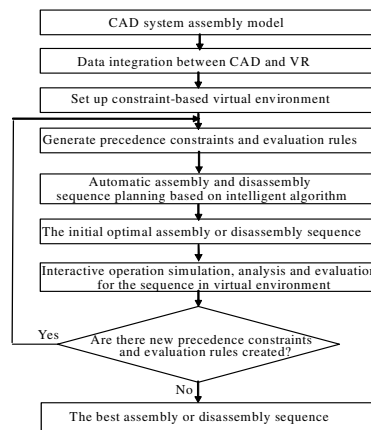 CAD system assembly model
Data integration between CAD and VR
Set up constraint-based virtual environment
Generate precedence constraints and evaluation rules
Automatic assembly and disassembly
sequence planning based on intelligent algorithm
The initial optimal assembly or disassembly sequence
Interactive operation simulation, analysis and evaluation
for the sequence in virtual environment
Yes
Are there new precedence constraints
and evaluation rules created?
No
The best assembly or disassembly sequence